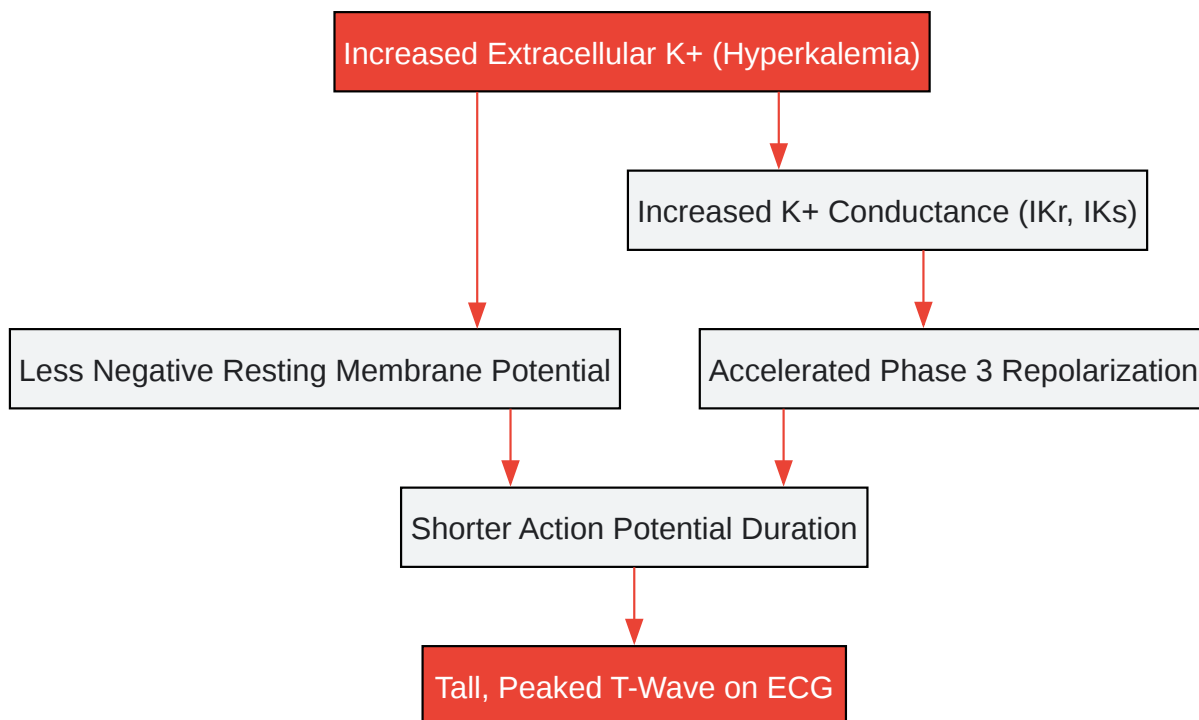 Increased Extracellular K+ (Hyperkalemia)
Increased K+ Conductance (IKr, IKs)
Less Negative Resting Membrane Potential
Accelerated Phase 3 Repolarization
Shorter Action Potential Duration
Tall, Peaked T-Wave on ECG